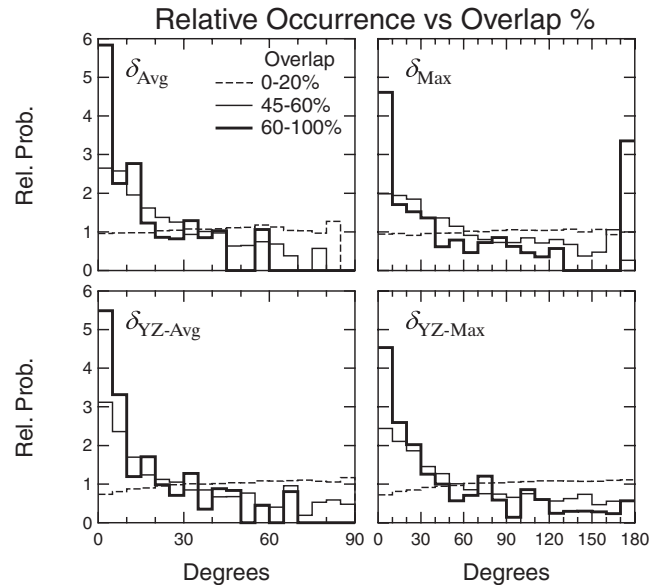 Relative Occurrence vs Overlap %
δAvg
Overlap
0-20%
45-60%
60-100%
δMax
Rel. Prob.
6
5
4
3
2
1
0
δYZ-Avg
δYZ-Max
Rel. Prob.
6
5
4
3
2
1
0
0 30 60 90
0 30 60 90 120 150 180
Degrees
Degrees